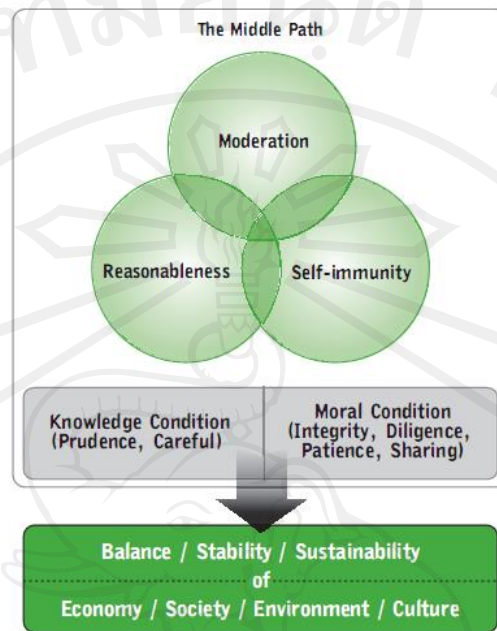 The Middle Path
Moderation
Reasonableness
Self-immunity
Knowledge Condition
(Prudence, Careful)
Moral Condition
(Integrity, Diligence,
Patience, Sharing)
Balance / Stability / Sustainability
of
Economy / Society / Environment / Culture